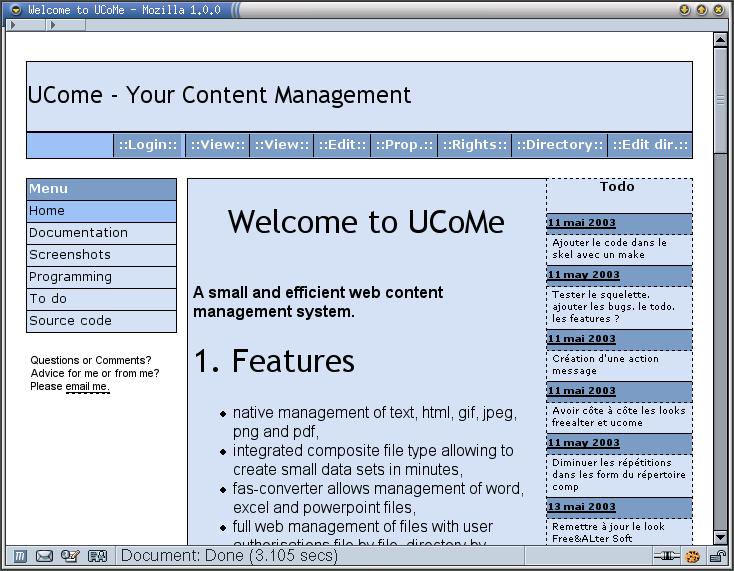 Welcome to UCoMe - Mozilla 1.0.0
UCome - Your Content Management
::Login:: ::View:: ::View:: ::Edit:: ::Prop.:: ::Rights:: ::Directory:: ::Edit dir.::
Menu
Home
Documentation
Screenshots
Programming
To do
Source code
Questions or Comments?
Advice for me or from me?
Please email me.
Welcome to UCoMe
A small and efficient web content
management system.
1. Features
native management of text, html, gif, jpeg,
png and pdf,
integrated composite file type allowing to
create small data sets in minutes,
fas-converter allows management of word,
excel and powerpoint files,
full web management of files with user
authorisations file by file, directory by
Todo
11 mai 2003
Ajouter le code dans le
skel avec un make
11 may 2003
Tester le squelette.
ajouter les bugs. le todo.
les features ?
11 mai 2003
Création d'une action
message
11 mai 2003
Avoir côte à côte les looks
freealter et ucome
11 may 2003
Diminuer les répétitions
dans les form du répertoire
comp
13 mai 2003
Remettre à jour le look
Free&ALter Soft
Document: Done (3.105 secs)